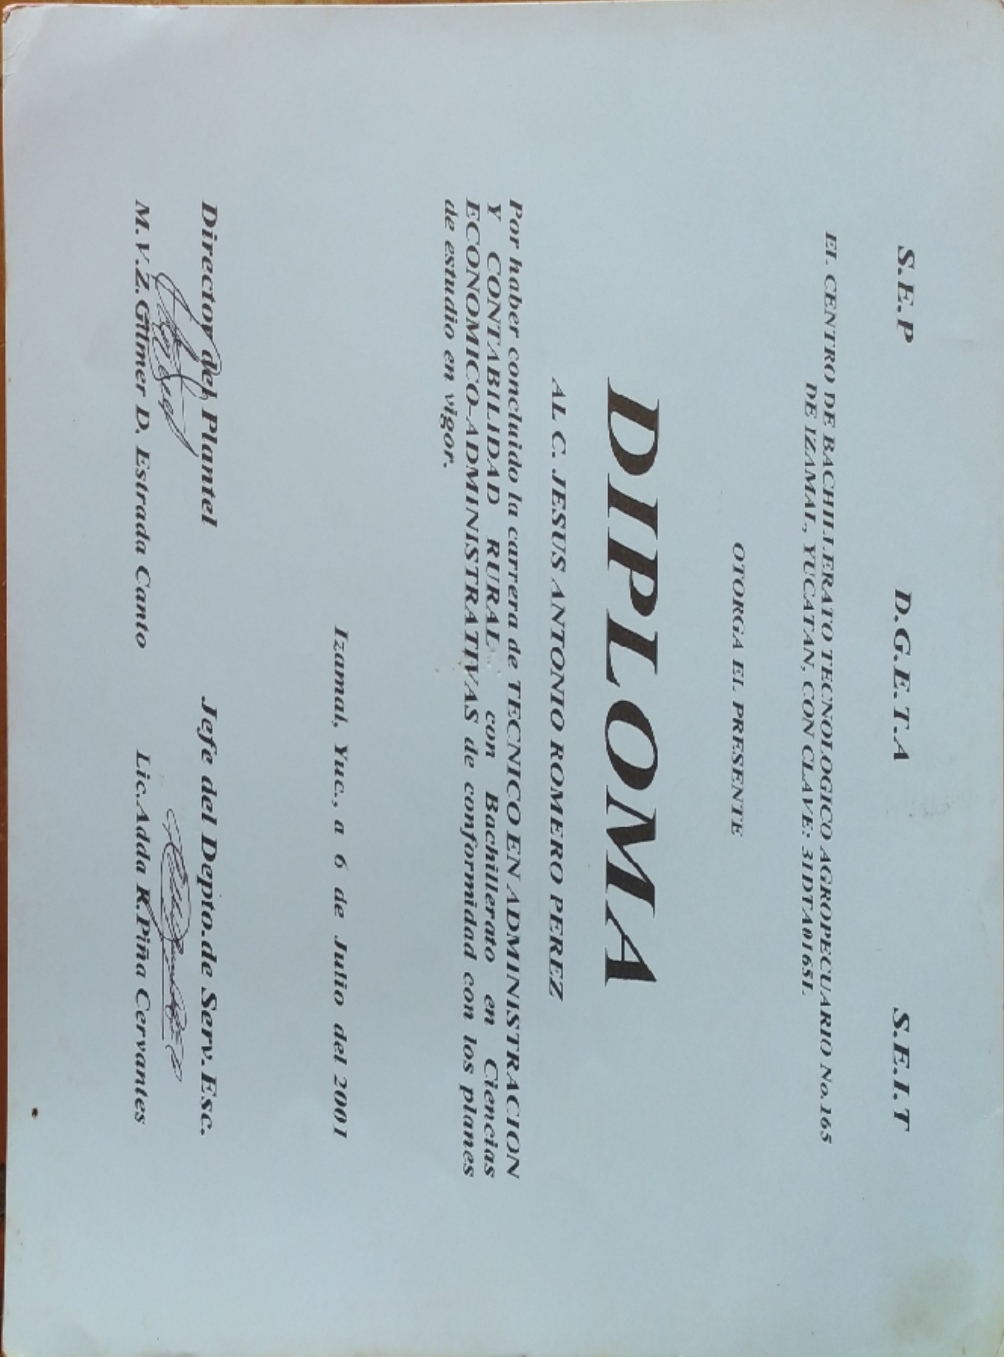 S.E.P D.G.E.T.A S.E.I.T
EL CENTRO DE BACHILLERATO TECNOLOGICO AGROPECUARIO No.165
DE IZAMAL, YUCATAN, CON CLAVE: 31DTA0165L
OTORGA EL PRESENTE
DIPLOMA
AL C. JESUS ANTONIO ROMERO PEREZ
Por haber concluido la carrera de TECNICO EN ADMINISTRACION
Y CONTABILIDAD RURAL con Bachillerato en Ciencias
ECONOMICO-ADMINISTRATIVAS de conformidad con los planes
de estudio en vigor.
Izamal, Yuc., a 6 de Julio del 2001
Director del Plantel Jefe del Depto.de Serv.Esc.
M.V.Z.Gilmer D. Estrada Canto Lic.Adda R.Piña Cervantes